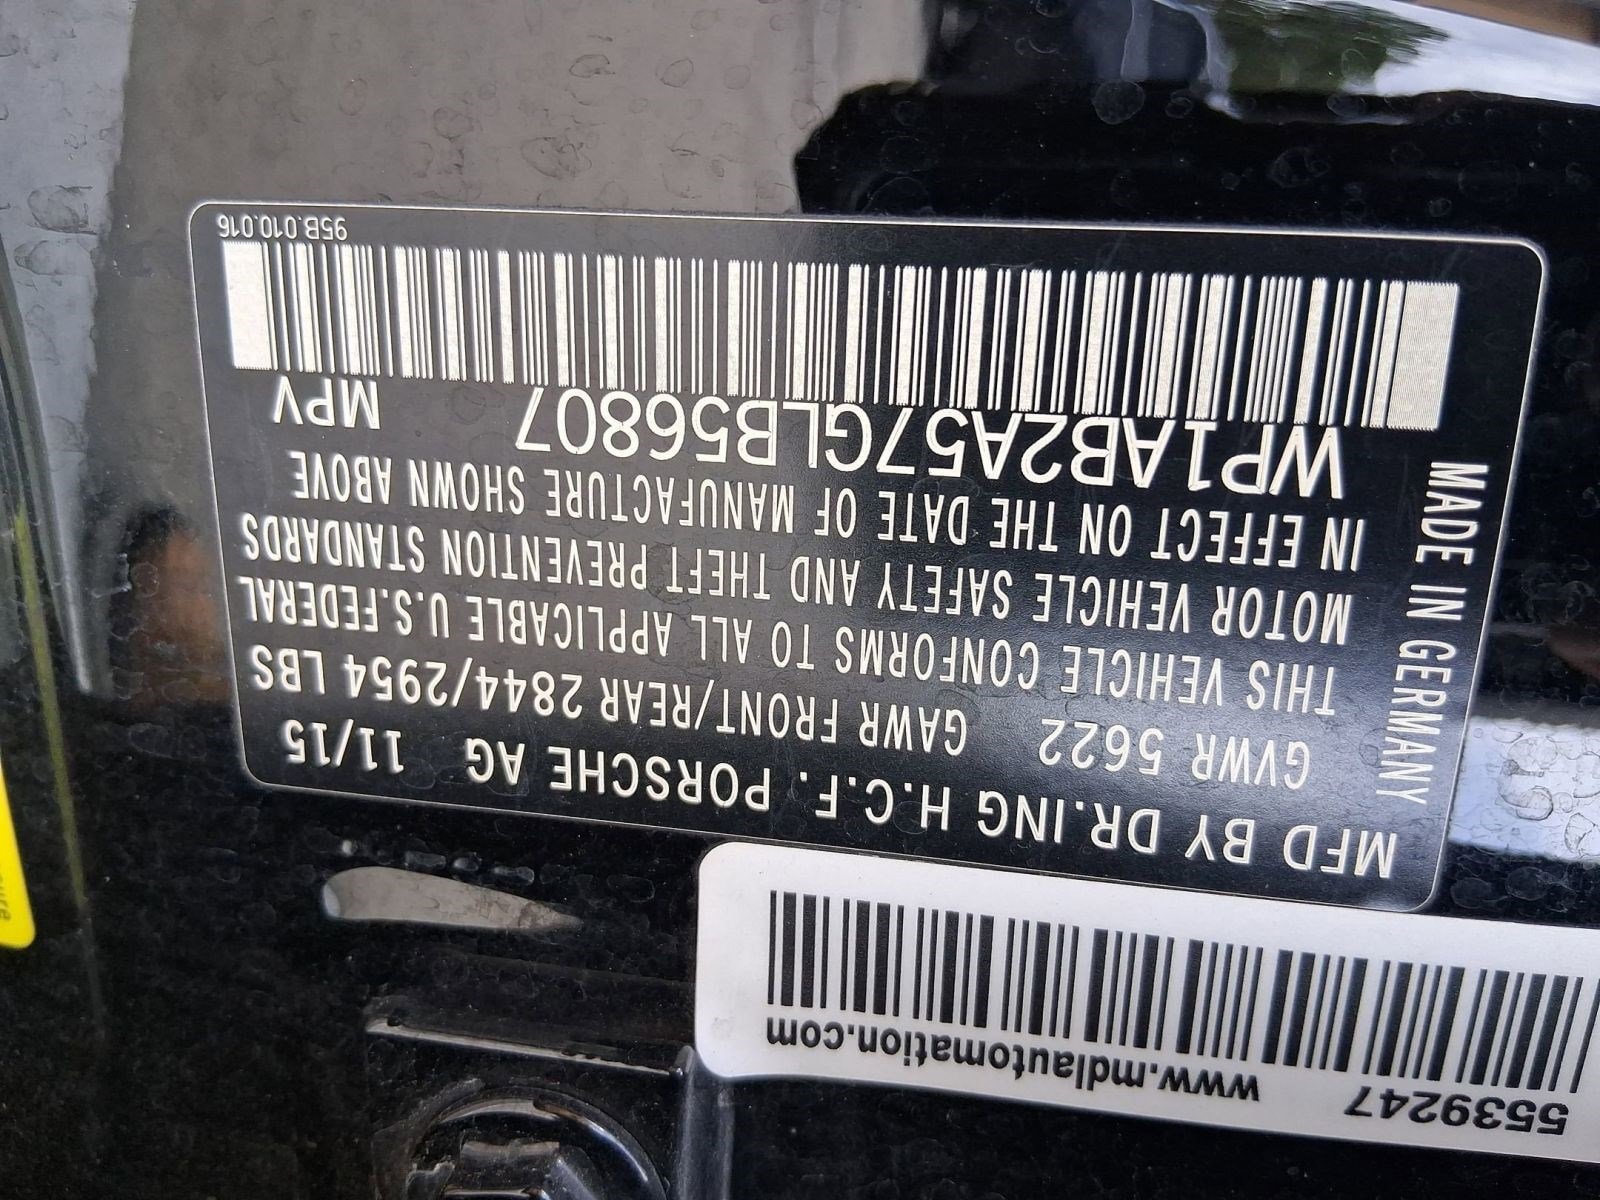 5539247 www.mdlautomation.com
MFD BY DR.ING H.C.F. PORSCHE AG 11/15
GVWR 5622 GAWR FRONT/REAR 2844/2954 LBS
THIS VEHICLE CONFORMS TO ALL APPLICABLE U.S.FEDERAL
MOTOR VEHICLE SAFETY AND THEFT PREVENTION STANDARDS
IN EFFECT ON THE DATE OF MANUFACTURE SHOWN ABOVE
WP1AB2A57GLB56807 MPV
95B.010.016
MADE IN GERMANY